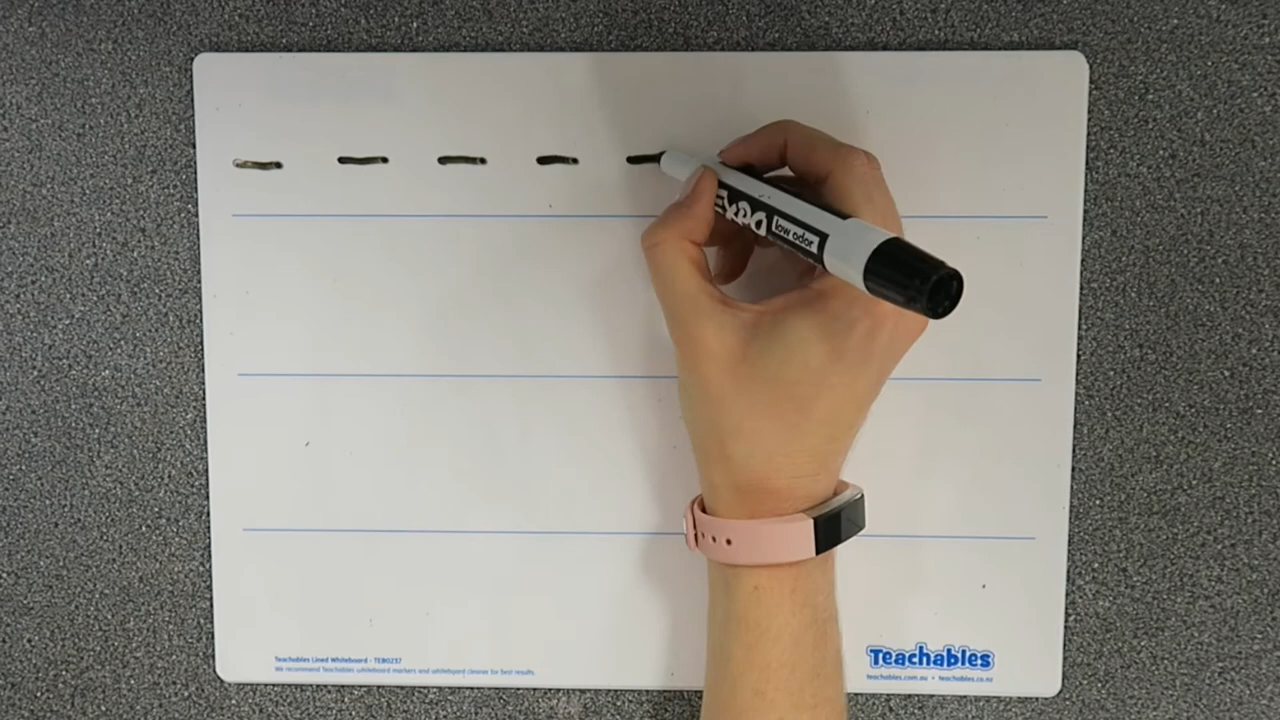 EXPO low odor
Teachables Lined Whiteboard - TEB0237
We recommend Teachables whiteboard markers and whiteboard cleaner for best results.
Teachables
teachables.com.au • teachables.co.nz